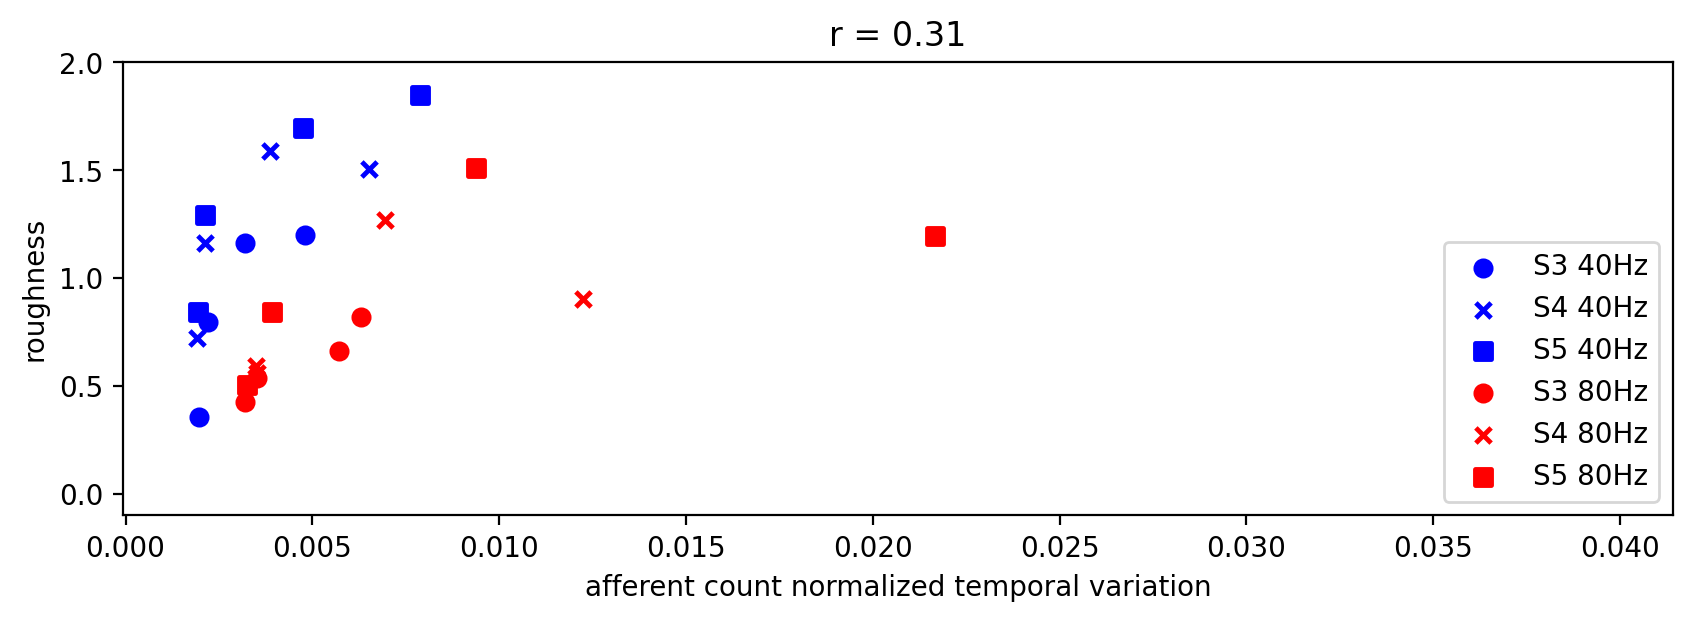 r = 0.31
2.0
1.5
1.0
0.5
0.0
roughness
0.000 0.005 0.010 0.015 0.020 0.025 0.030 0.035 0.040
afferent count normalized temporal variation
S3 40Hz
S4 40Hz
S5 40Hz
S3 80Hz
S4 80Hz
S5 80Hz